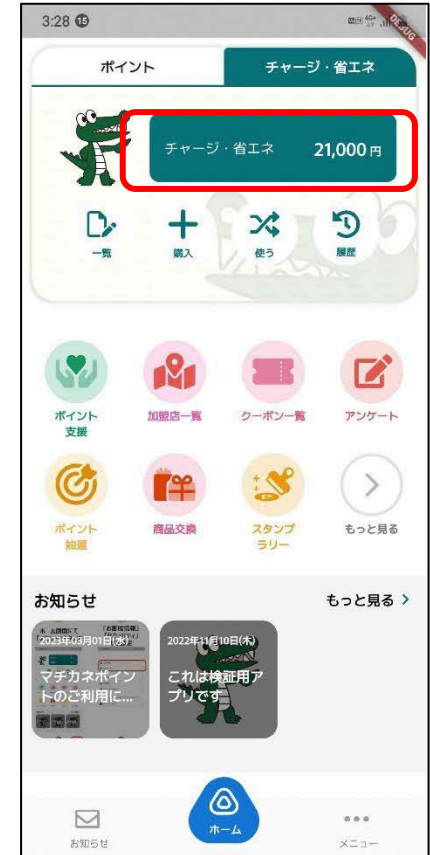 3:28 15
4G+
DEBUG
ポイント
チャージ・省エネ
チャージ・省エネ 21,000 円
一覧
購入
使う
履歴
ポイント
支援
加盟店一覧
クーポン一覧
アンケート
ポイント
抽選
商品交換
スタンプ
ラリー
もっと見る
お知らせ
もっと見る
2023年03月01日(水)
マチカネポイン
トのご利用に...
2022年11月10日(木)
これは検証用ア
プリです
お知らせ
ホーム
メニュー